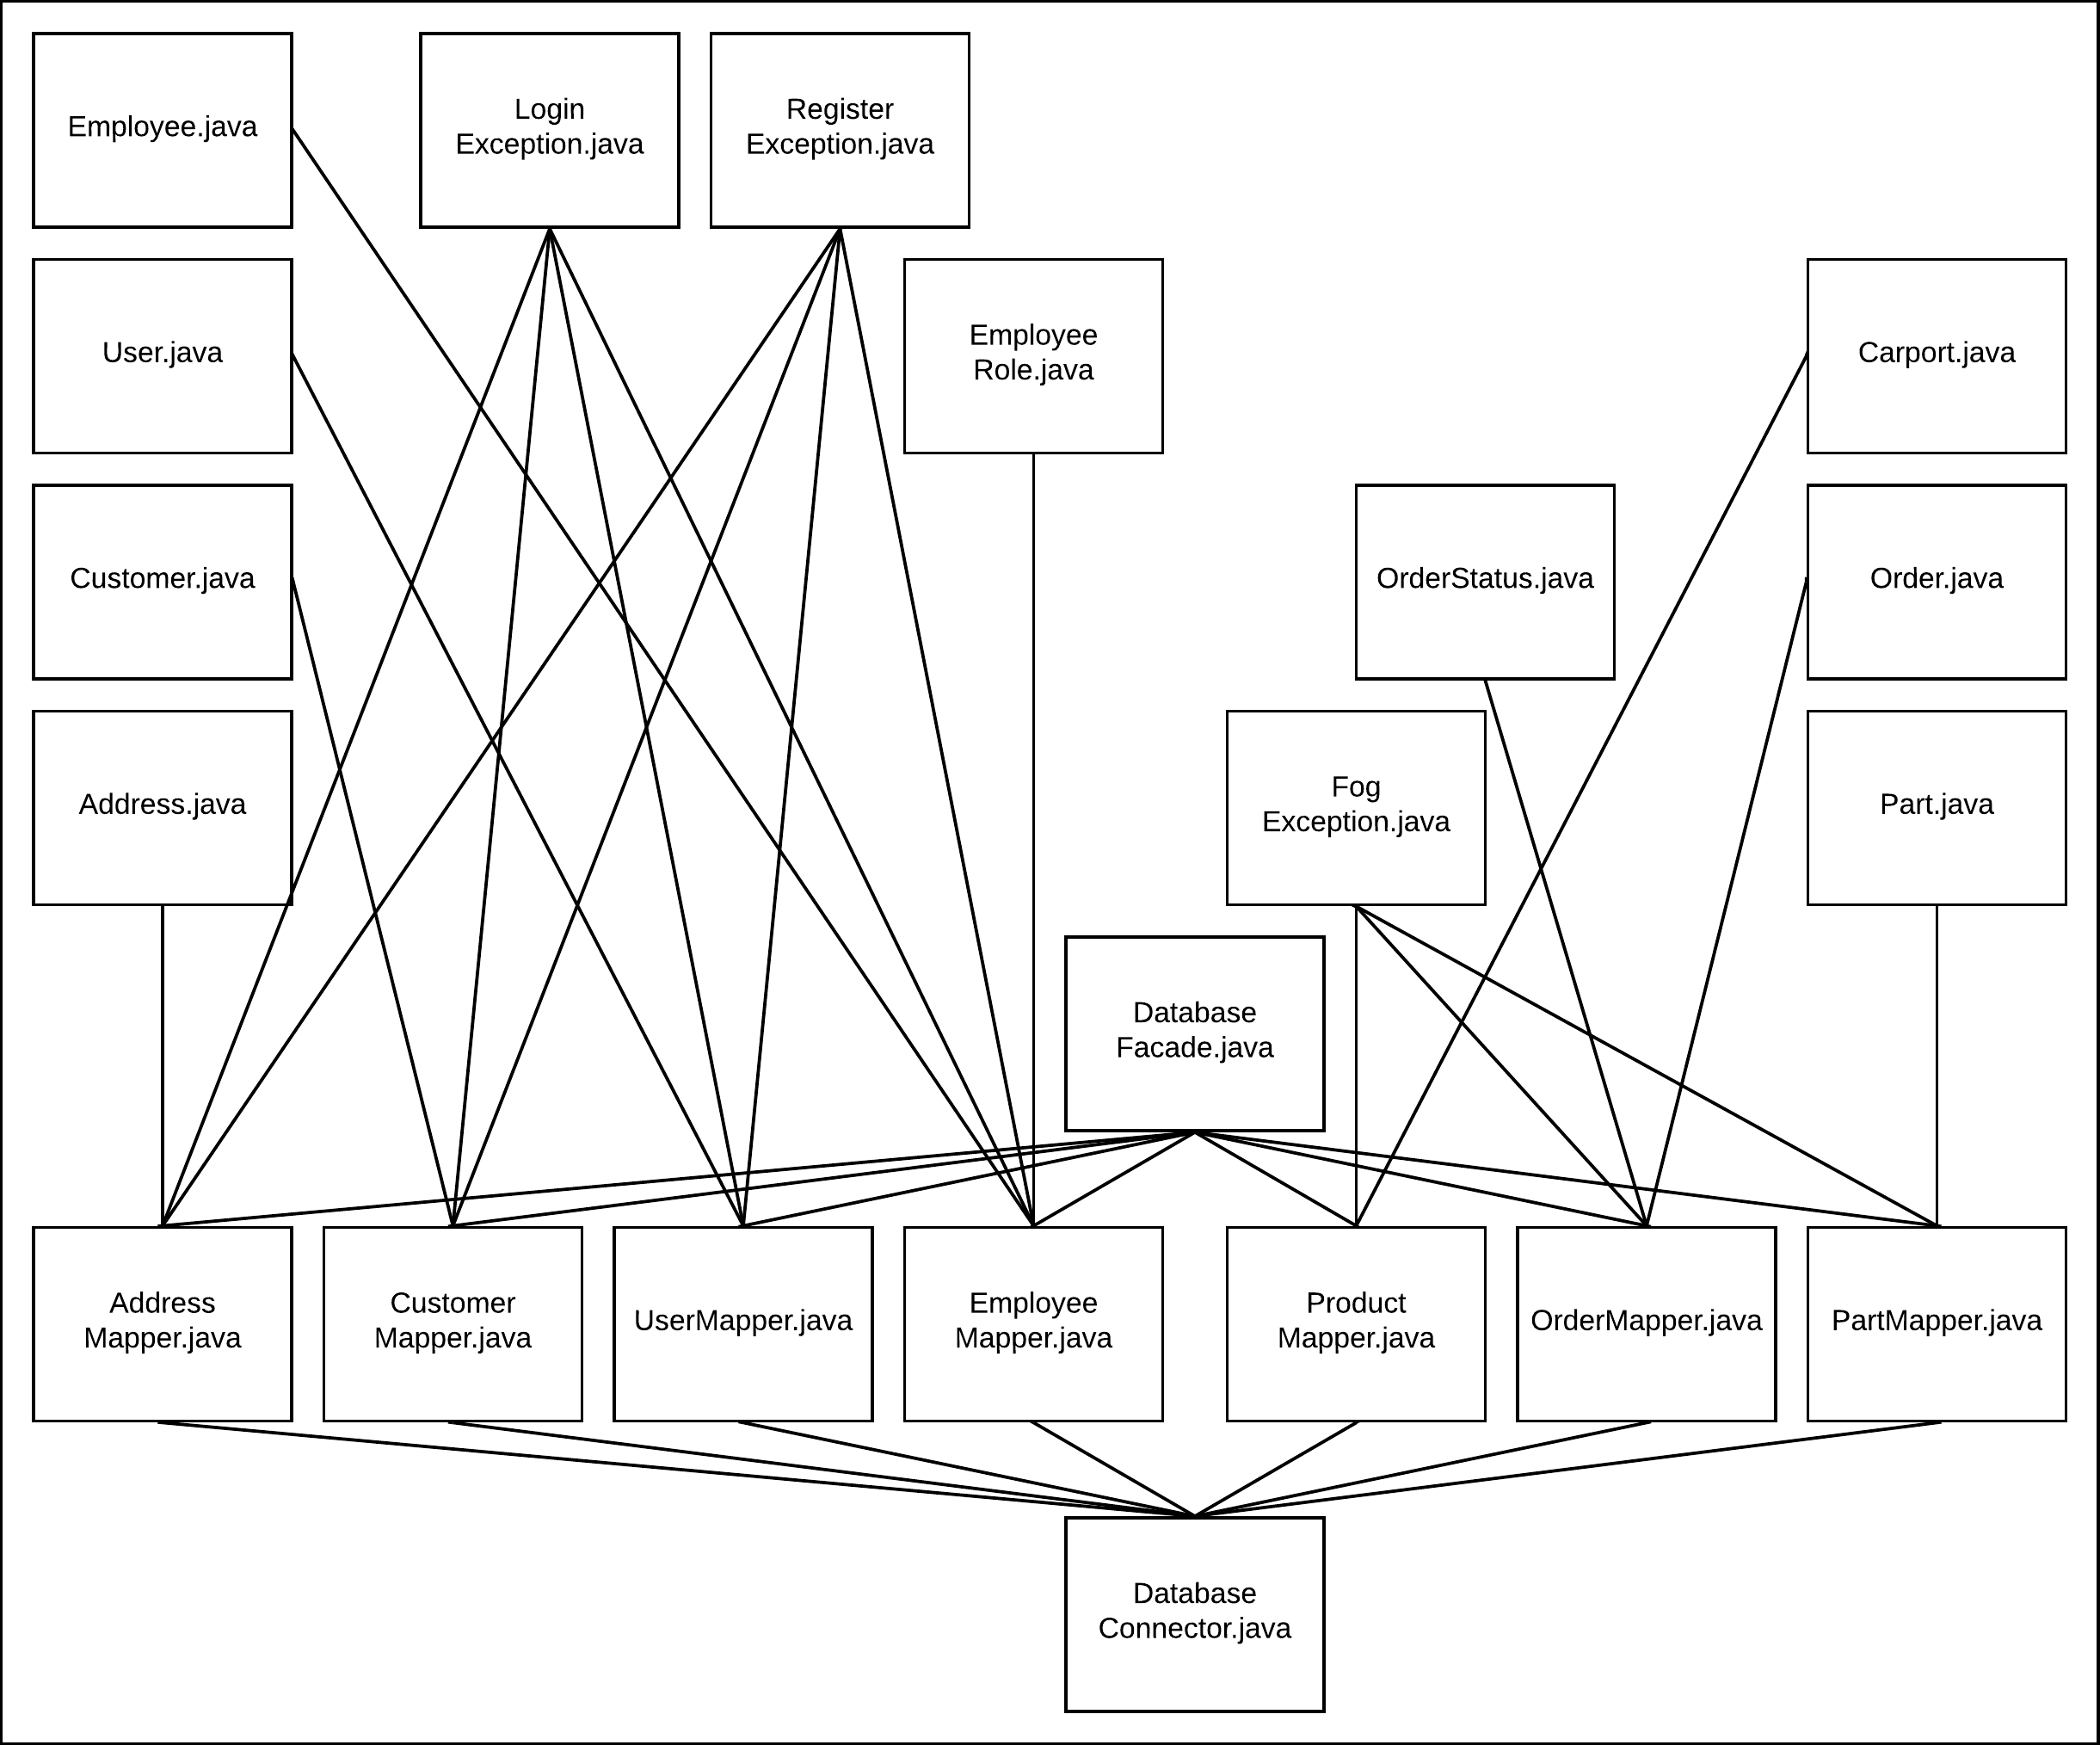 Employee.java
Login
Exception.java
Register
Exception.java
User.java
Employee
Role.java
Carport.java
Customer.java
OrderStatus.java
Order.java
Address.java
Fog
Exception.java
Part.java
Database
Facade.java
Address
Mapper.java
Customer
Mapper.java
UserMapper.java
Employee
Mapper.java
Product
Mapper.java
OrderMapper.java
PartMapper.java
Database
Connector.java